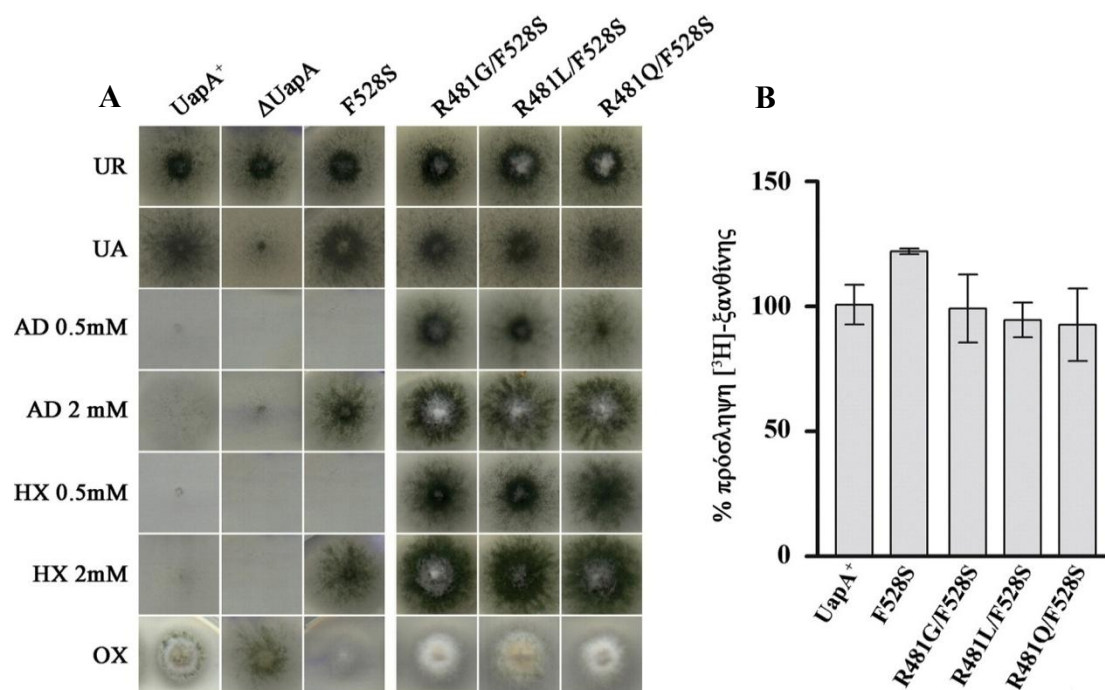 A
UapA⁺ ΔUapA F528S R481G/F528S R481L/F528S R481Q/F528S
UR
UA
AD 0.5mM
AD 2 mM
HX 0.5mM
HX 2mM
OX
B
% πρόσληψη [³H]-ξανθίνης
150
100
50
0
UapA⁺ F528S R481G/F528S R481L/F528S R481Q/F528S